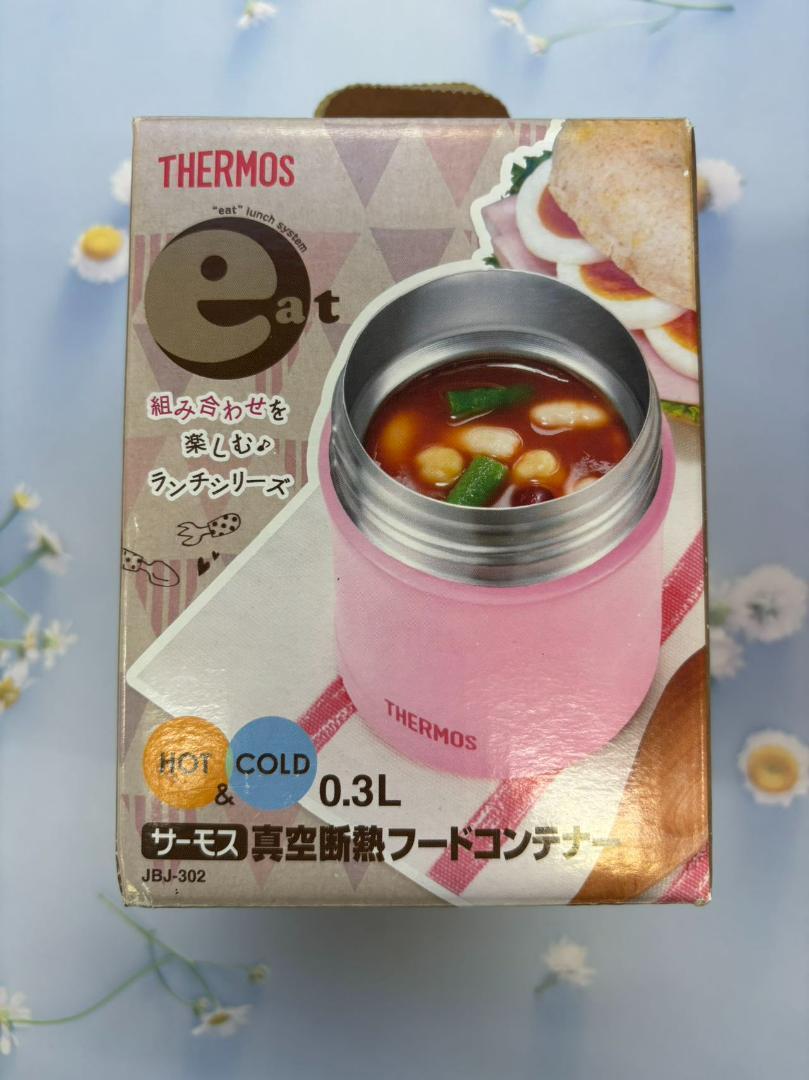 THERMOS
"eat" lunch system
eat
組み合わせを
楽しむ♪
ランチシリーズ
THERMOS
HOT & COLD 0.3L
サーモス 真空断熱フードコンテナー
JBJ-302